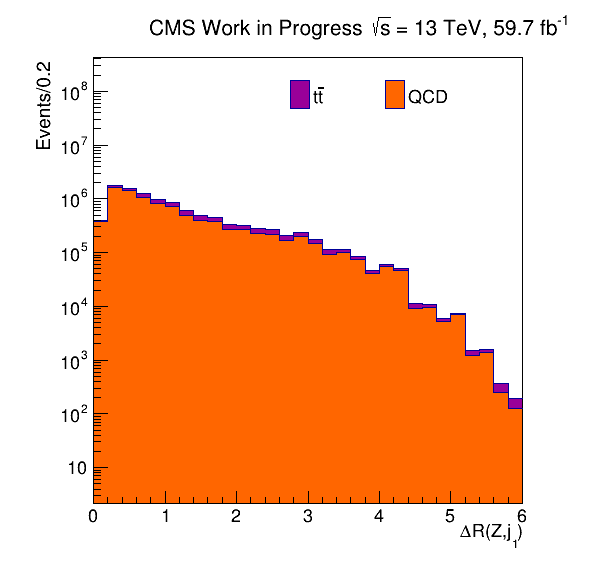 CMS Work in Progress √s = 13 TeV, 59.7 fb⁻¹
Events/0.2
tt̄
QCD
10⁸
10⁷
10⁶
10⁵
10⁴
10³
10²
10
0 1 2 3 4 5 6
ΔR(Z,j₁)